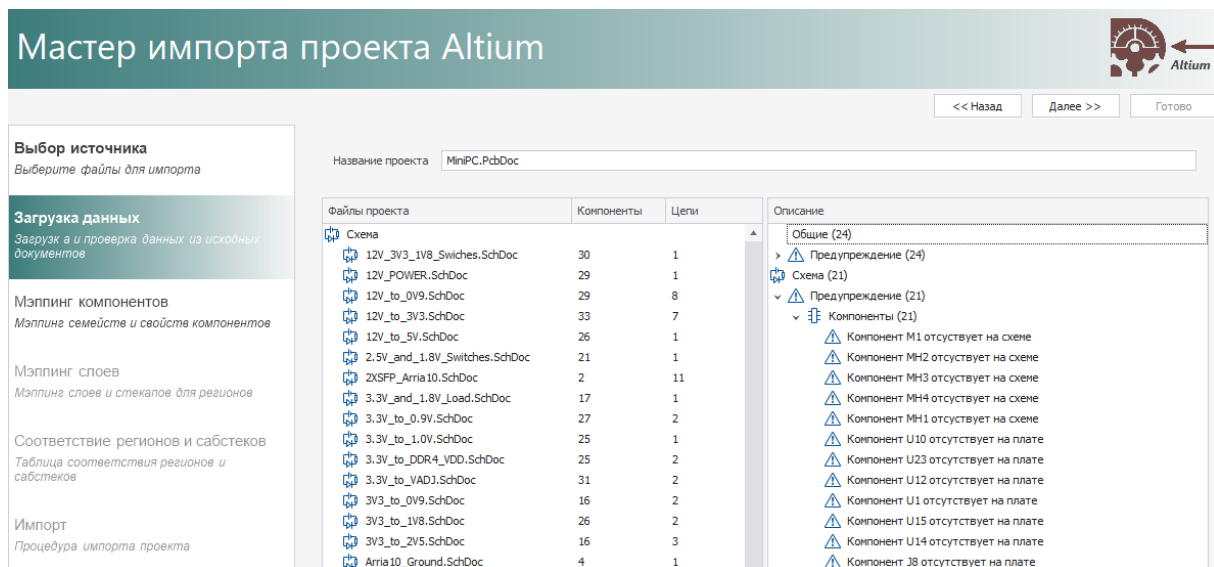 Мастер импорта проекта Altium
Altium
<< Назад Далее >> Готово
Выбор источника
Выберите файлы для импорта
Загрузка данных
Загрузк а и проверка данных из исходных
документов
Мэппинг компонентов
Мэппинг семейств и свойств компонентов
Мэппинг слоев
Мэппинг слоев и стекапов для регионов
Соответствие регионов и сабстеков
Таблица соответствия регионов и
сабстеков
Импорт
Процедура импорта проекта
Название проекта MiniPC.PcbDoc
Файлы проекта Компоненты Цепи
Схема
12V_3V3_1V8_Swiches.SchDoc 30 1
12V_POWER.SchDoc 29 1
12V_to_0V9.SchDoc 29 8
12V_to_3V3.SchDoc 33 7
12V_to_5V.SchDoc 26 1
2.5V_and_1.8V_Switches.SchDoc 21 1
2XSFP_Arria10.SchDoc 2 11
3.3V_and_1.8V_Load.SchDoc 17 1
3.3V_to_0.9V.SchDoc 27 2
3.3V_to_1.0V.SchDoc 25 1
3.3V_to_DDR4_VDD.SchDoc 25 2
3.3V_to_VADJ.SchDoc 31 2
3V3_to_0V9.SchDoc 16 2
3V3_to_1V8.SchDoc 26 2
3V3_to_2V5.SchDoc 16 3
Arria10_Ground.SchDoc 4 1
Описание
Общие (24)
Предупреждение (24)
Схема (21)
Предупреждение (21)
Компоненты (21)
Компонент M1 отсуствует на схеме
Компонент MH2 отсуствует на схеме
Компонент MH3 отсуствует на схеме
Компонент MH4 отсуствует на схеме
Компонент MH1 отсуствует на схеме
Компонент U10 отсутствует на плате
Компонент U23 отсутствует на плате
Компонент U12 отсутствует на плате
Компонент U1 отсутствует на плате
Компонент U15 отсутствует на плате
Компонент U14 отсутствует на плате
Компонент J8 отсутствует на плате